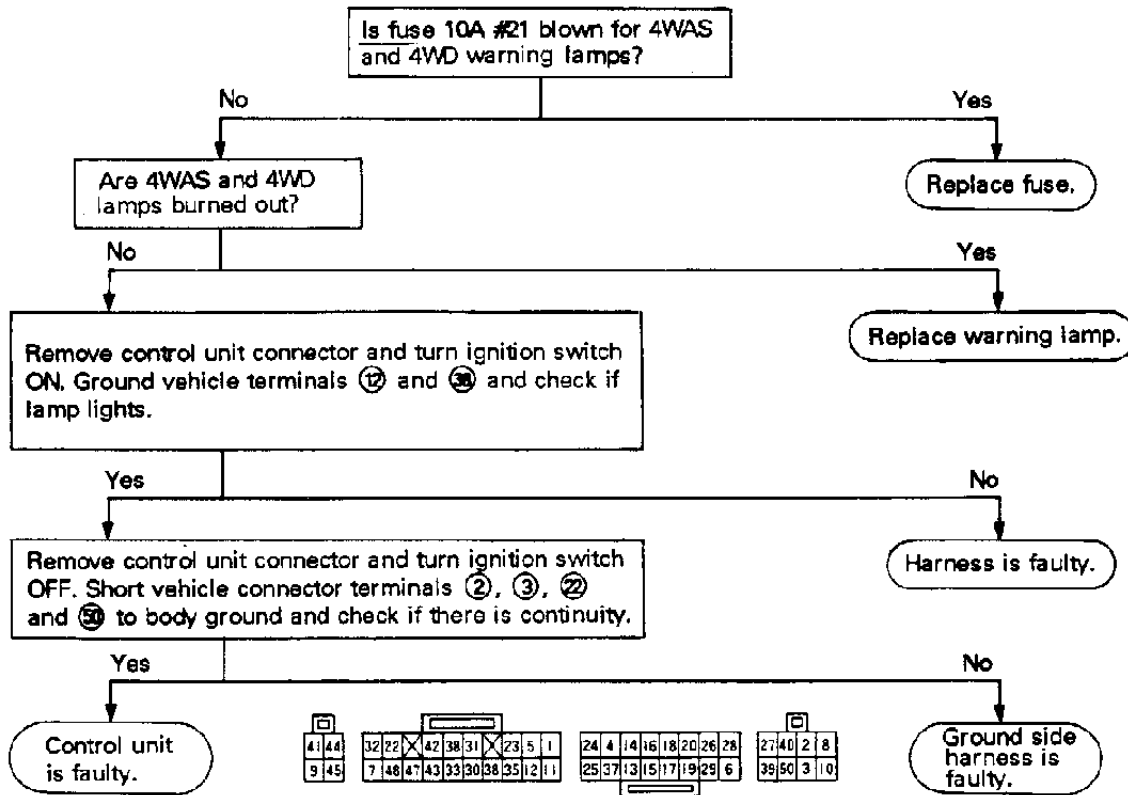 Is fuse 10A #21 blown for 4WAS
and 4WD warning lamps?
No
Yes
Are 4WAS and 4WD
lamps burned out?
Replace fuse.
No
Yes
Remove control unit connector and turn ignition switch
ON. Ground vehicle terminals 12 and and check if
lamp lights.
Replace warning lamp.
Yes
No
Remove control unit connector and turn ignition switch
OFF. Short vehicle connector terminals 2, 3, 22
and 50 to body ground and check if there is continuity.
Harness is faulty.
Yes
No
Control unit
is faulty.
41 44
9 45
32 22 42 38 31 23 5 1
7 48 47 43 33 30 38 35 12 11
24 4 14 16 18 20 26 28
25 37 13 15 17 19 29 6
27 40 2 8
39 50 3 10
Ground side
harness is
faulty.